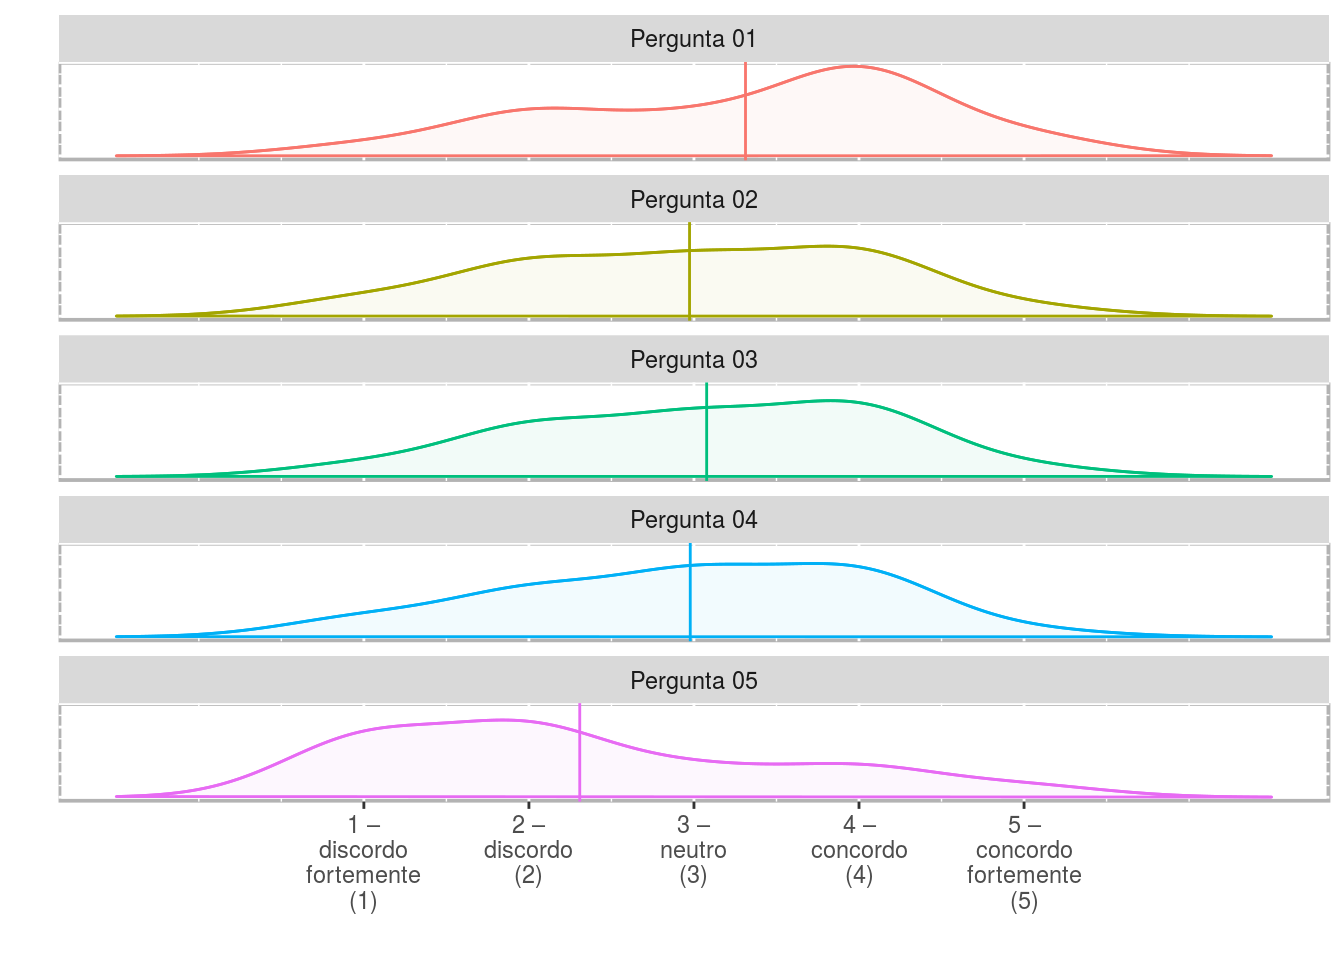 Pergunta 01
Pergunta 02
Pergunta 03
Pergunta 04
Pergunta 05
1 –
discordo
fortemente
(1)
2 –
discordo
(2)
3 –
neutro
(3)
4 –
concordo
(4)
5 –
concordo
fortemente
(5)